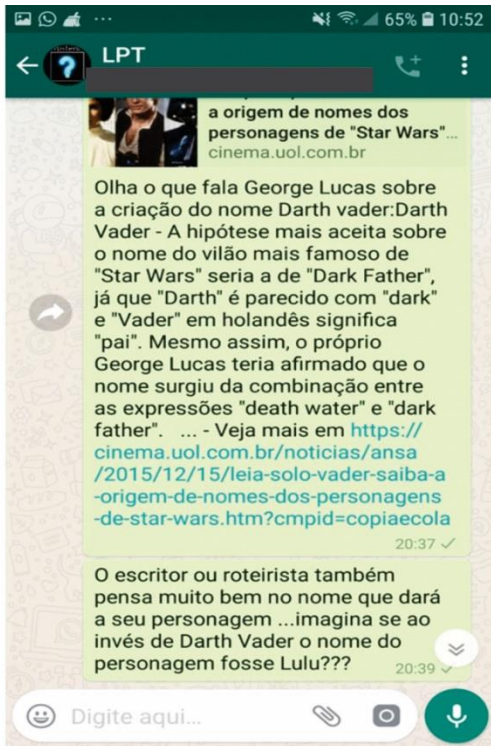 65% 10:52
LPT
a origem de nomes dos
personagens de "Star Wars"...
cinema.uol.com.br
Olha o que fala George Lucas sobre
a criação do nome Darth vader:Darth
Vader - A hipótese mais aceita sobre
o nome do vilão mais famoso de
"Star Wars" seria a de "Dark Father",
já que "Darth" é parecido com "dark"
e "Vader" em holandês significa
"pai". Mesmo assim, o próprio
George Lucas teria afirmado que o
nome surgiu da combinação entre
as expressões "death water" e "dark
father".   ... - Veja mais em https://
cinema.uol.com.br/noticias/ansa
/2015/12/15/leia-solo-vader-saiba-a
-origem-de-nomes-dos-personagens
-de-star-wars.htm?cmpid=copiaecola
20:37
O escritor ou roteirista também
pensa muito bem no nome que dará
a seu personagem ...imagina se ao
invés de Darth Vader o nome do
personagem fosse Lulu???
20:39
Digite aqui...